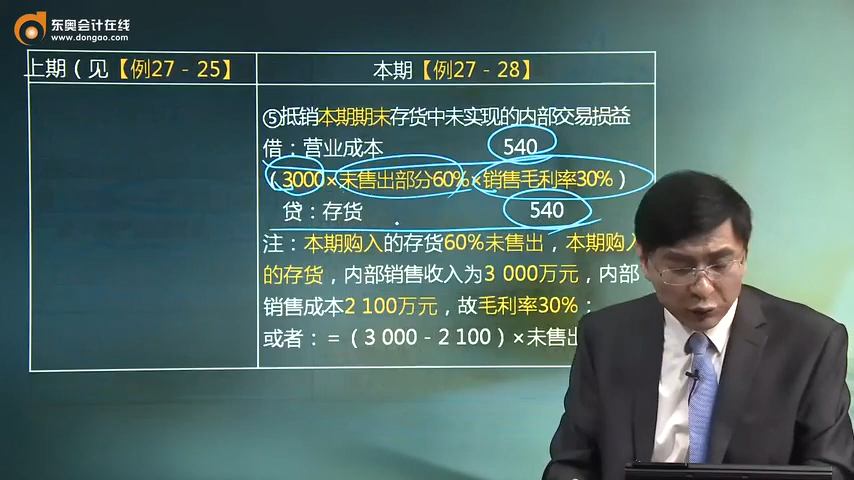 东奥会计在线
www.dongao.com
上期（见【例27－25】
本期【例27－28】
⑤抵销本期期末存货中未实现的内部交易损益
借：营业成本 540
（3000×未售出部分60%×销售毛利率30%）
贷：存货 540
注：本期购入的存货60%未售出，本期购入
的存货，内部销售收入为3 000万元，内部
销售成本2 100万元，故毛利率30%；
或者：＝（3 000－2 100）×未售出